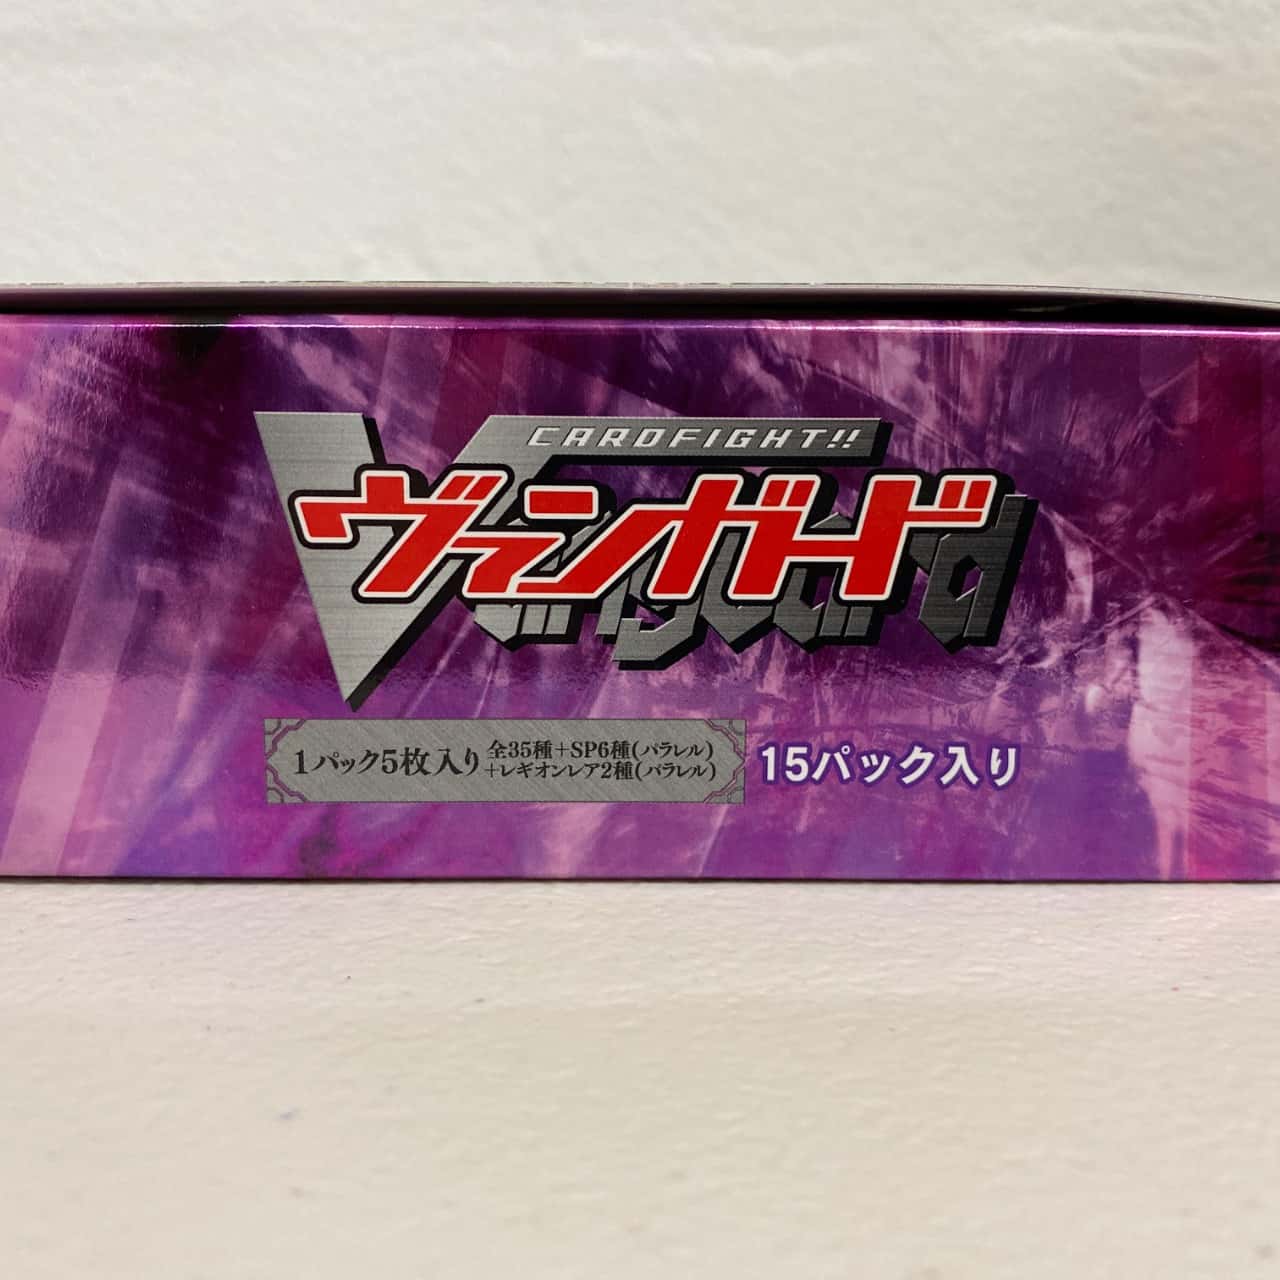 CARDFIGHT!!
ヴァンガード
Vanguard
1パック5枚入り
全35種+SP6種(パラレル)
+レギオンレア2種(パラレル)
15パック入り